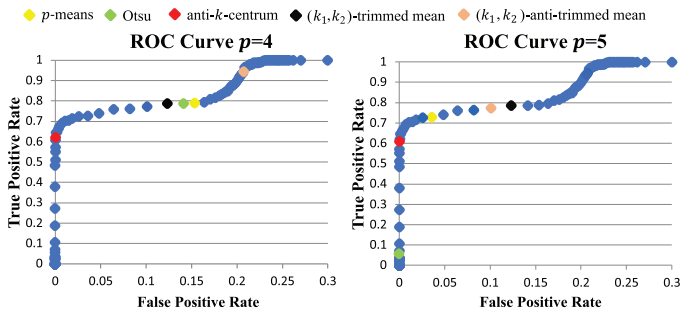 p-means Otsu anti-k-centrum (k₁,k₂)-trimmed mean (k₁, k₂)-anti-trimmed mean
ROC Curve p=4
True Positive Rate
1
0.9
0.8
0.7
0.6
0.5
0.4
0.3
0.2
0.1
0
0 0.05 0.1 0.15 0.2 0.25 0.3
False Positive Rate
ROC Curve p=5
True Positive Rate
1
0.9
0.8
0.7
0.6
0.5
0.4
0.3
0.2
0.1
0
0 0.05 0.1 0.15 0.2 0.25 0.3
False Positive Rate